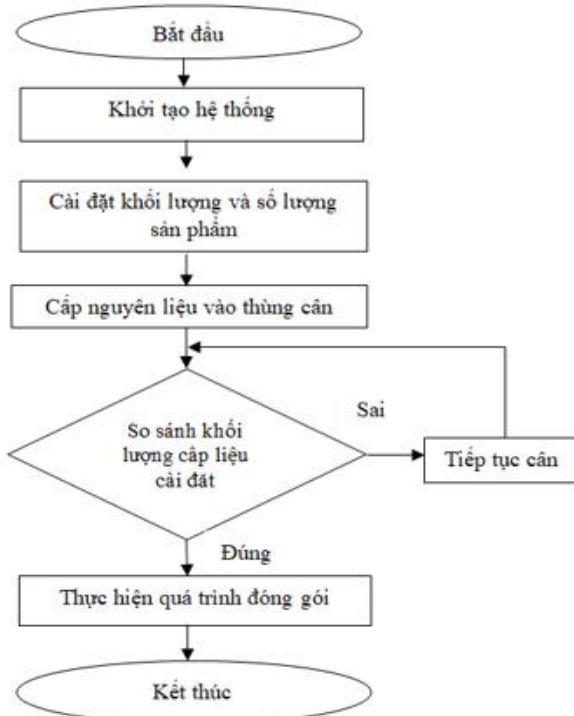 Bắt đầu
Khởi tạo hệ thống
Cài đặt khối lượng và số lượng
sản phẩm
Cấp nguyên liệu vào thùng cân
So sánh khối
lượng câp liệu
cài đăt
Sai
Tiếp tục cân
Đúng
Thực hiện quá trình đóng gói
Kết thúc